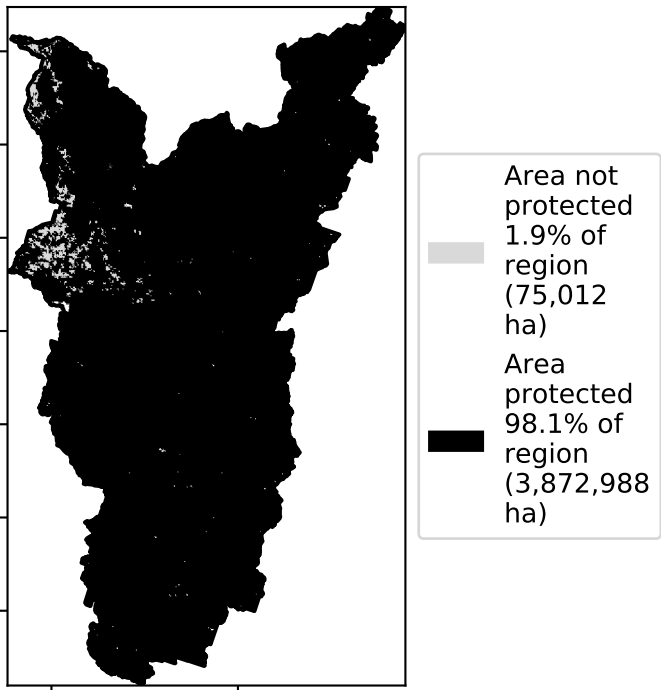 Area not
protected
1.9% of
region
(75,012
ha)
Area
protected
98.1% of
region
(3,872,988
ha)